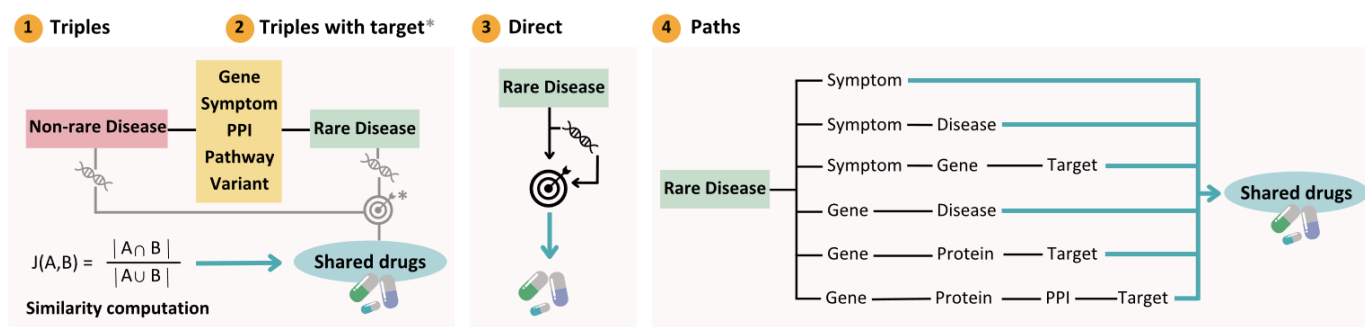 1 Triples
2 Triples with target*
Non-rare Disease
Gene
Symptom
PPI
Pathway
Variant
Rare Disease
*
J(A,B) = |A∩B| / |A∪B|
Shared drugs
Similarity computation
3 Direct
Rare Disease
4 Paths
Rare Disease
Symptom
Symptom Disease
Symptom Gene Target
Gene Disease
Gene Protein Target
Gene Protein PPI Target
Shared drugs